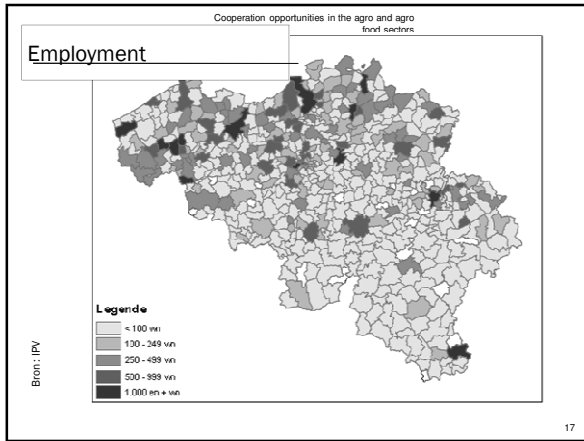 Cooperation opportunities in the agro and agro
food sectors
Employment
Legende
< 100 wn
100 - 249 wn
250 - 499 wn
500 - 999 wn
1.000 en + wn
Bron : IPV
17